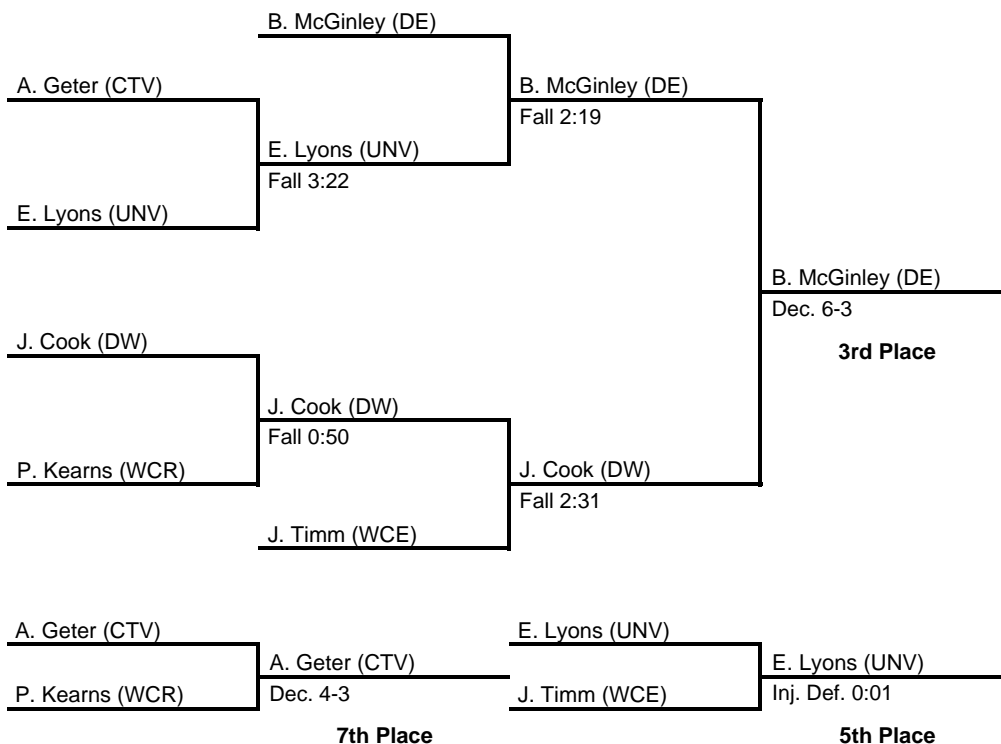 B. McGinley (DE)
A. Geter (CTV)
B. McGinley (DE)
Fall 2:19
E. Lyons (UNV)
Fall 3:22
E. Lyons (UNV)
B. McGinley (DE)
Dec. 6-3
J. Cook (DW)
3rd Place
J. Cook (DW)
Fall 0:50
P. Kearns (WCR)
J. Cook (DW)
Fall 2:31
J. Timm (WCE)
A. Geter (CTV)
E. Lyons (UNV)
A. Geter (CTV)
E. Lyons (UNV)
P. Kearns (WCR)
Dec. 4-3
J. Timm (WCE)
Inj. Def. 0:01
7th Place
5th Place